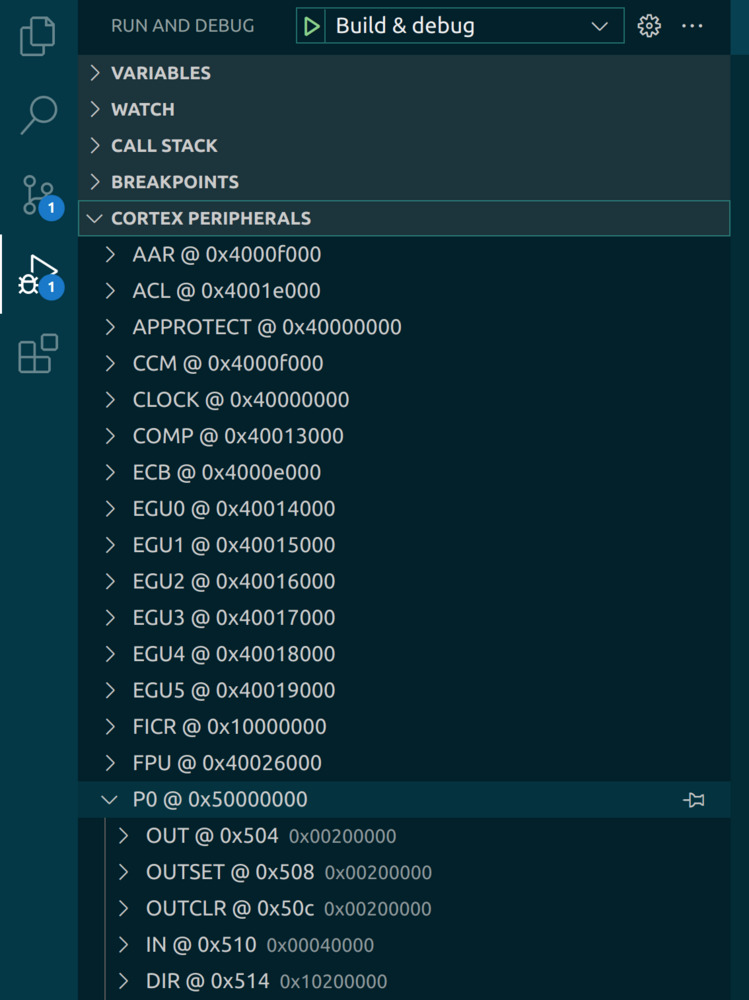 RUN AND DEBUG Build & debug
VARIABLES
WATCH
CALL STACK
BREAKPOINTS
CORTEX PERIPHERALS
AAR @ 0x4000f000
ACL @ 0x4001e000
APPROTECT @ 0x40000000
CCM @ 0x4000f000
CLOCK @ 0x40000000
COMP @ 0x40013000
ECB @ 0x4000e000
EGU0 @ 0x40014000
EGU1 @ 0x40015000
EGU2 @ 0x40016000
EGU3 @ 0x40017000
EGU4 @ 0x40018000
EGU5 @ 0x40019000
FICR @ 0x10000000
FPU @ 0x40026000
P0 @ 0x50000000
OUT @ 0x504 0x00200000
OUTSET @ 0x508 0x00200000
OUTCLR @ 0x50c 0x00200000
IN @ 0x510 0x00040000
DIR @ 0x514 0x10200000
1
1